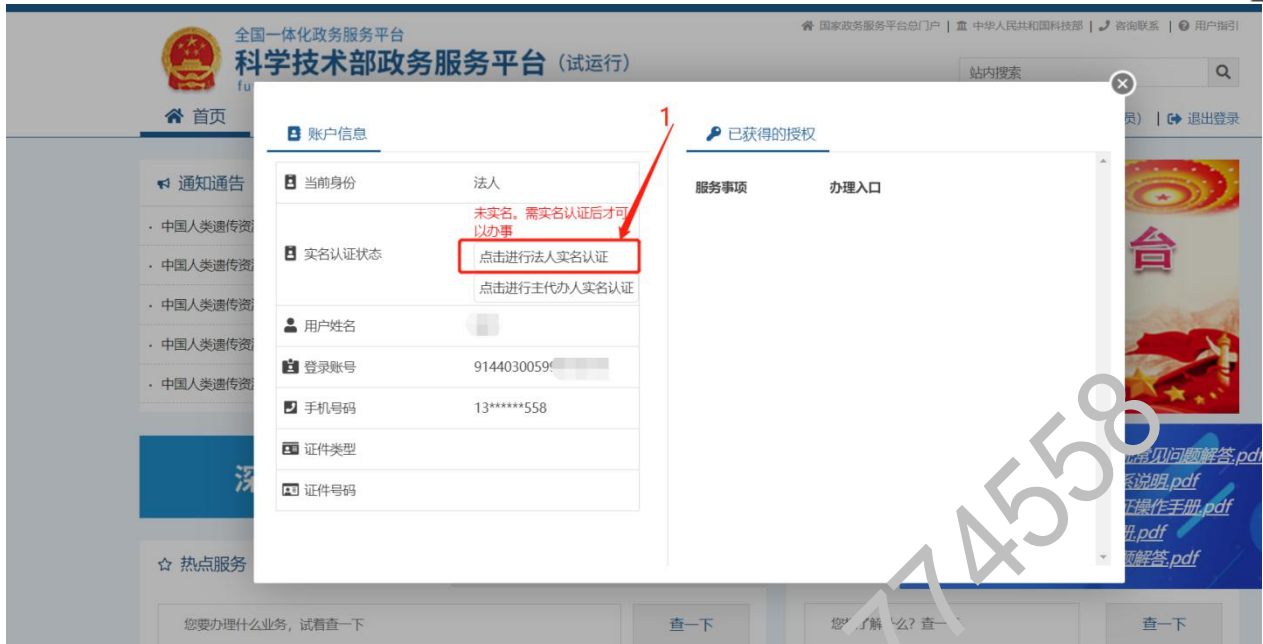 国家政务服务平台总门户 | 中华人民共和国科技部 | 咨询联系 | 用户指引
全国一体化政务服务平台
科学技术部政务服务平台（试运行）
站内搜索
首页
员） | 退出登录
账户信息
1
已获得的授权
通知通告
当前身份
法人
服务事项
办理入口
台
中国人类遗传资
未实名。需实名认证后才可
以办事
实名认证状态
点击进行法人实名认证
中国人类遗传资
点击进行主代办人实名认证
中国人类遗传资
用户姓名
中国人类遗传资
登录账号
9144030059
中国人类遗传资
手机号码
13******558
证件类型
常见问题解答.pdf
深
说明.pdf
证件号码
操作手册.pdf
册.pdf
热点服务
题解答.pdf
774558
您要办理什么业务，试着查一下
查一下
查一下